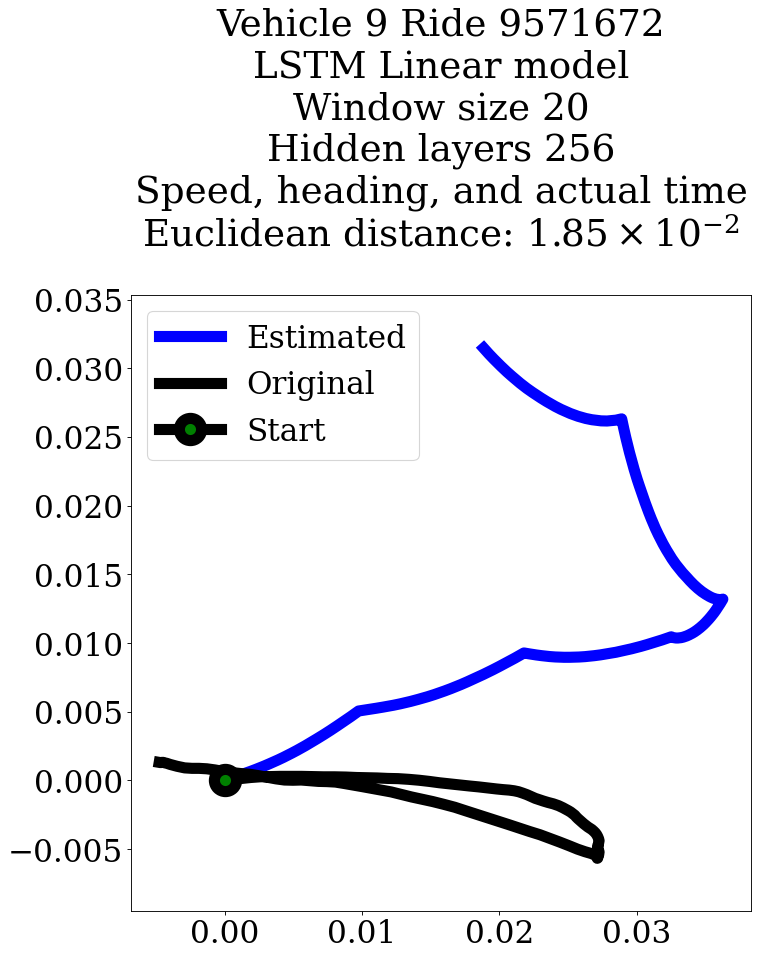 Vehicle 9 Ride 9571672
LSTM Linear model
Window size 20
Hidden layers 256
Speed, heading, and actual time
Euclidean distance: 1.85 × 10⁻²
Estimated
Original
Start
0.035
0.030
0.025
0.020
0.015
0.010
0.005
0.000
−0.005
0.00 0.01 0.02 0.03